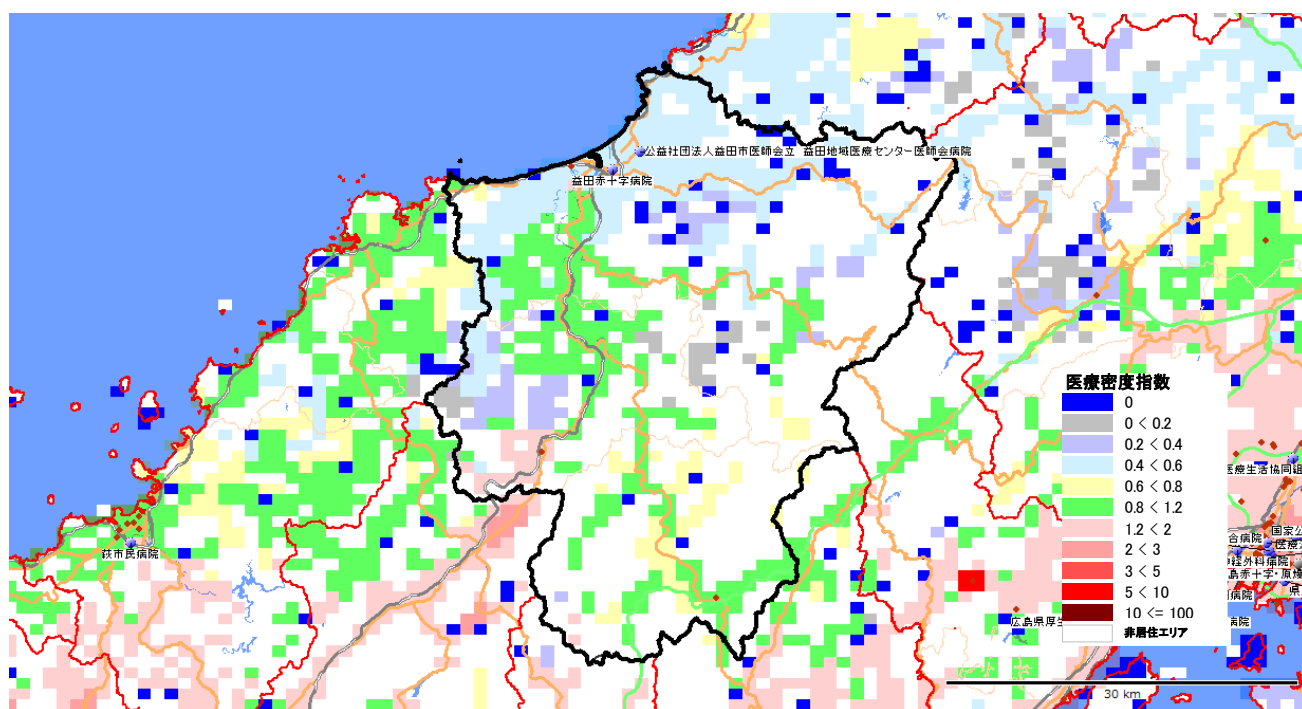 公益社団法人益田市医師会立 益田地域医療センター医師会病院
益田赤十字病院
医療密度指数
0
0 < 0.2
0.2 < 0.4
0.4 < 0.6
0.6 < 0.8
0.8 < 1.2
1.2 < 2
2 < 3
3 < 5
5 < 10
10 <= 100
非居住エリア
医療生活協同組
国家公
合病院
医療法
神経外科病院
島赤十字・原爆
病院
県
萩市民病院
広島県厚生
病院
30 km